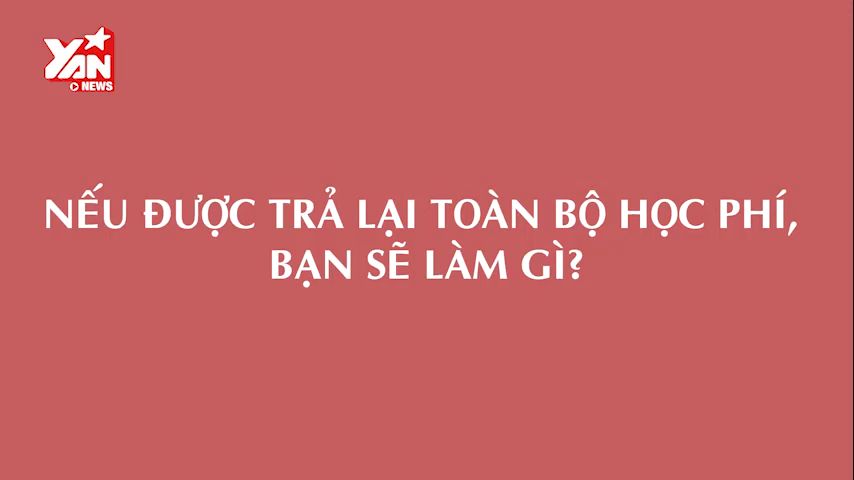 YAN
NEWS
NẾU ĐƯỢC TRẢ LẠI TOÀN BỘ HỌC PHÍ,
BẠN SẼ LÀM GÌ?